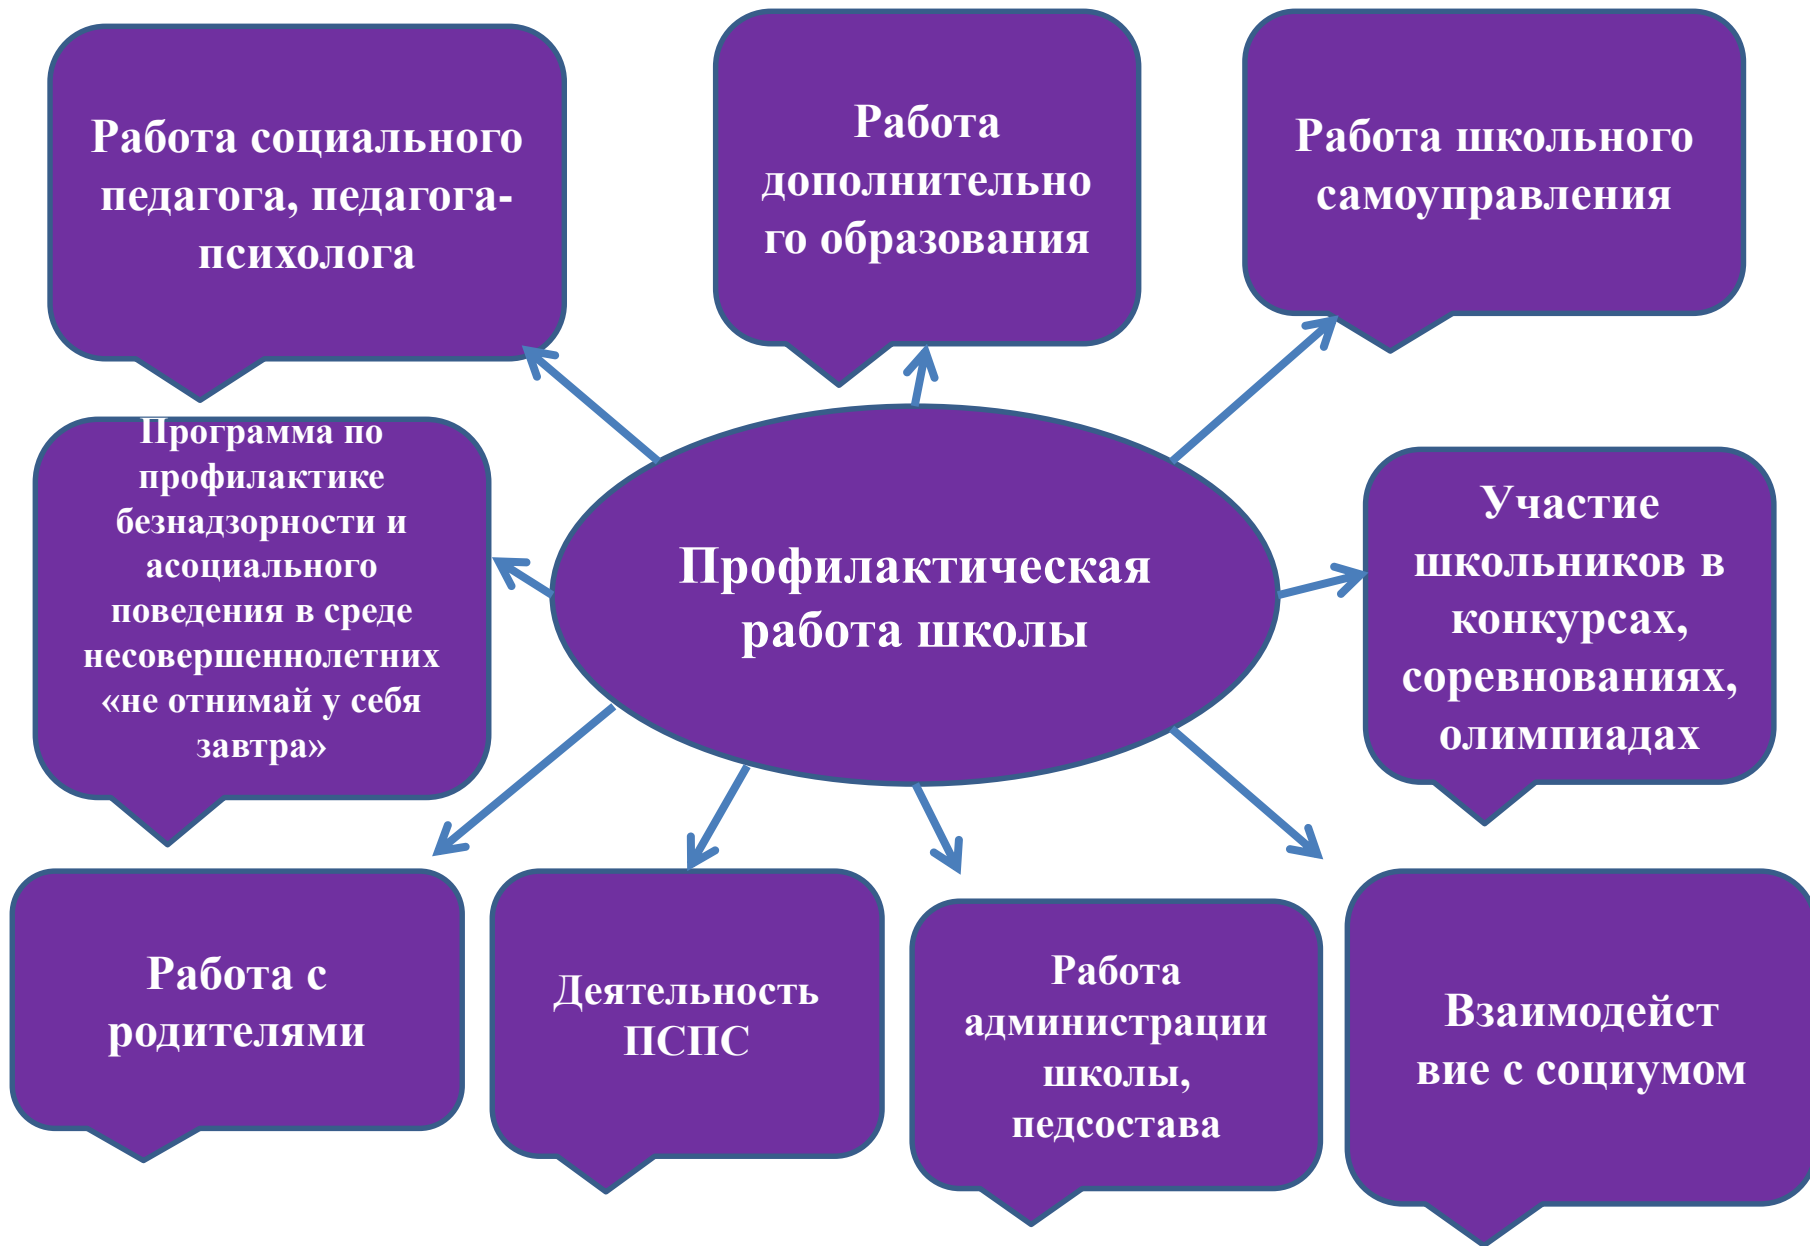 Работа социального
педагога, педагога-
психолога
Работа
дополнительно
го образования
Работа школьного
самоуправления
Программа по
профилактике
безнадзорности и
асоциального
поведения в среде
несовершеннолетних
«не отнимай у себя
завтра»
Профилактическая
работа школы
Участие
школьников в
конкурсах,
соревнованиях,
олимпиадах
Работа с
родителями
Деятельность
ПСПС
Работа
администрации
школы,
педсостава
Взаимодейст
вие с социумом